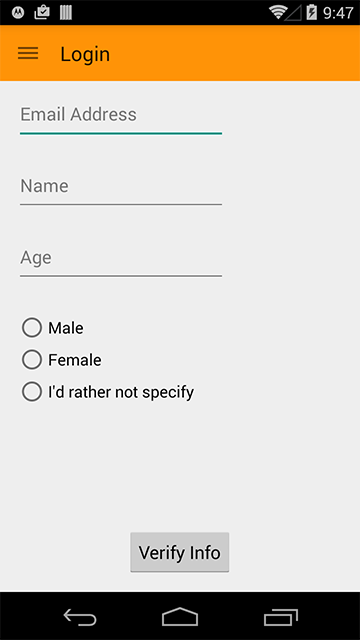 9:47
Login
Email Address
Name
Age
Male
Female
I'd rather not specify
Verify Info